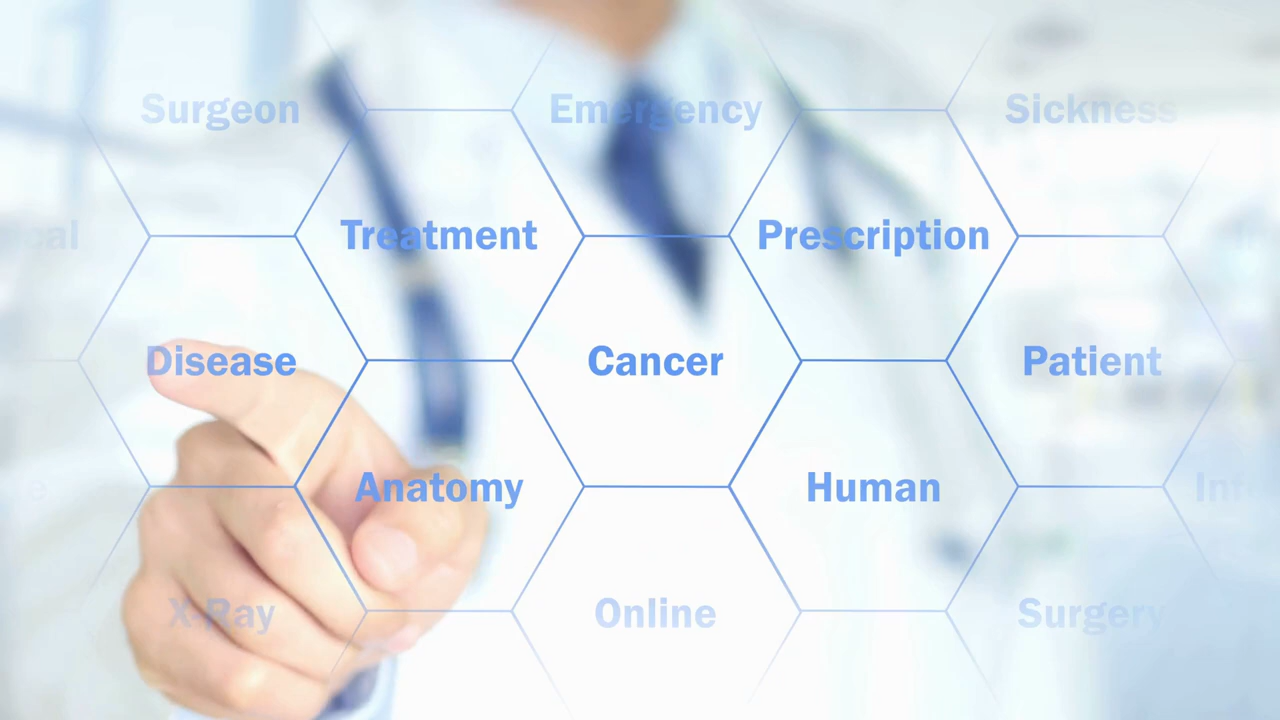 Surgeon
Emergency
Sickness
Treatment
Prescription
Disease
Cancer
Patient
Anatomy
Human
X-Ray
Online
Surgery